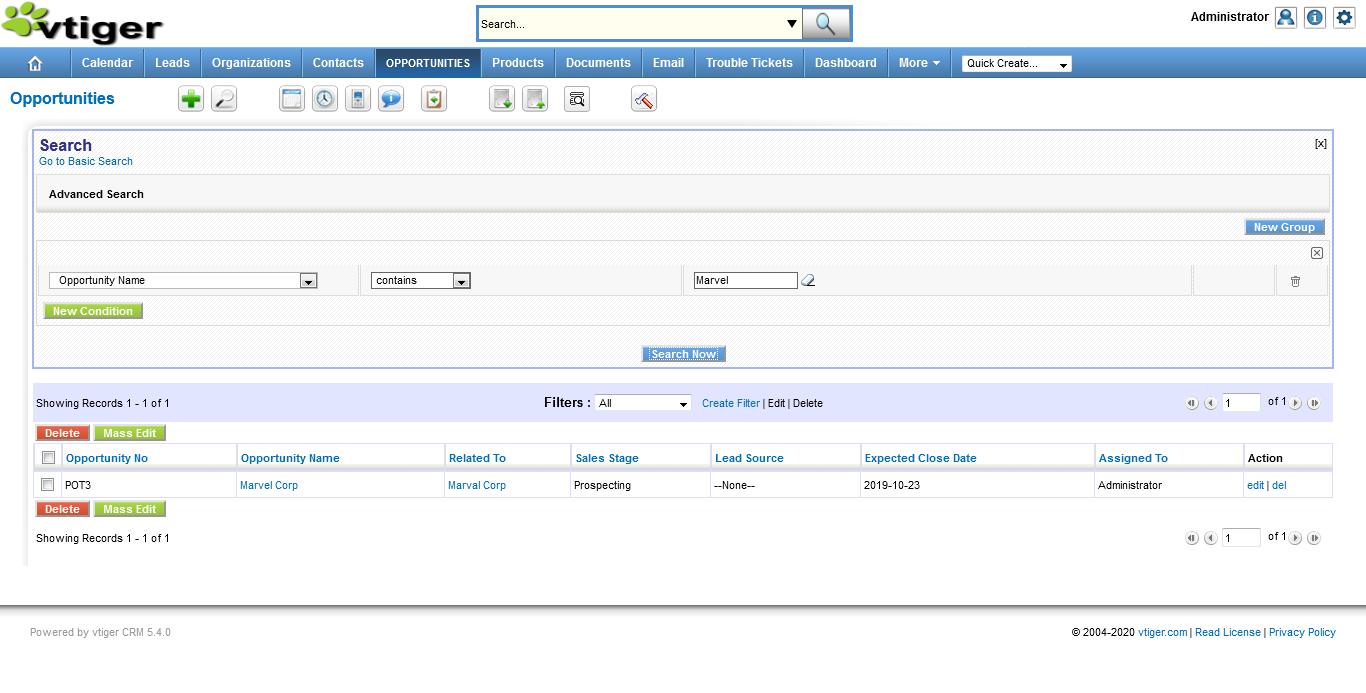 vtiger
Search...
Administrator
Calendar Leads Organizations Contacts OPPORTUNITIES Products Documents Email Trouble Tickets Dashboard More Quick Create...
Opportunities
Search
[x]
Go to Basic Search
Advanced Search
New Group
Opportunity Name contains Marvel
New Condition
Search Now
Showing Records 1 - 1 of 1 Filters : All Create Filter | Edit | Delete 1 of 1
Delete Mass Edit
Opportunity No Opportunity Name Related To Sales Stage Lead Source Expected Close Date Assigned To Action
POT3 Marvel Corp Marval Corp Prospecting --None-- 2019-10-23 Administrator edit | del
Delete Mass Edit
Showing Records 1 - 1 of 1 1 of 1
Powered by vtiger CRM 5.4.0 © 2004-2020 vtiger.com | Read License | Privacy Policy